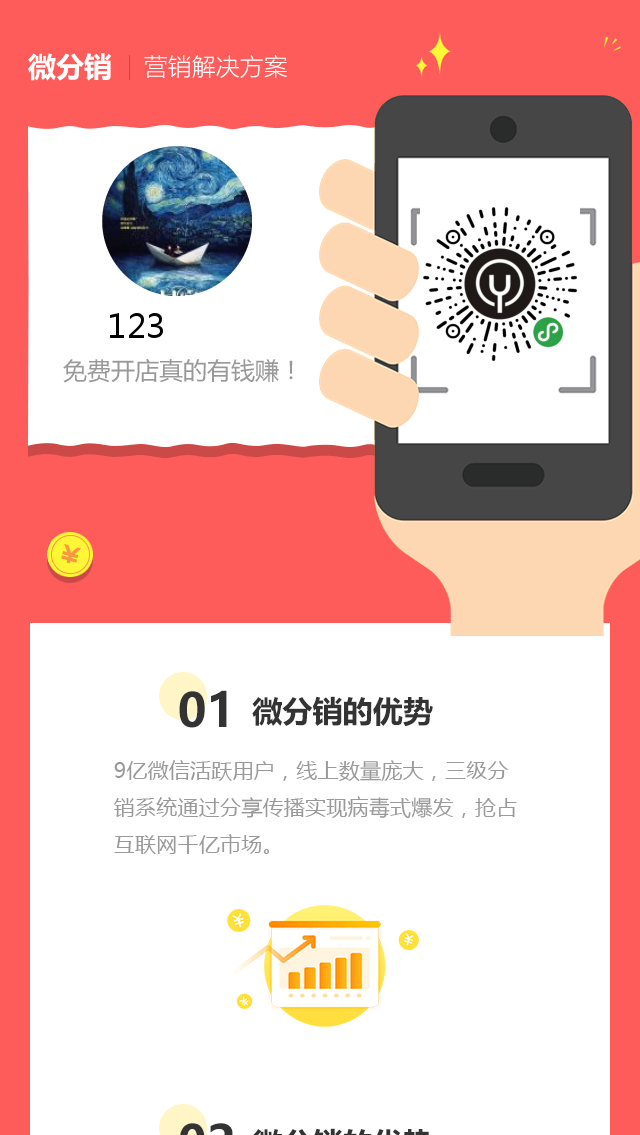 微分销
营销解决方案
123
免费开店真的有钱赚！
01 微分销的优势
9亿微信活跃用户，线上数量庞大，三级分
销系统通过分享传播实现病毒式爆发，抢占
互联网千亿市场。